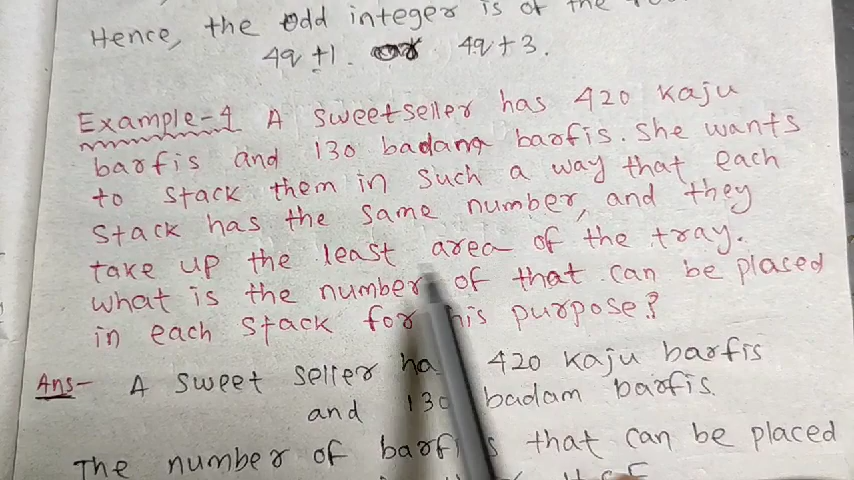 Hence, the odd integer is of the
4q+1. or 4q+3.
Example-4 A sweetseller has 420 kaju
barfis and 130 badana barfis. She wants
to stack them in such a way that each
stack has the same number, and they
take up the least area of the tray.
what is the number of that can be placed
in each stack for this purpose?
Ans- A sweet seller ha 420 kaju barfis
and 130 badam barfis.
The number of barfis that can be placed